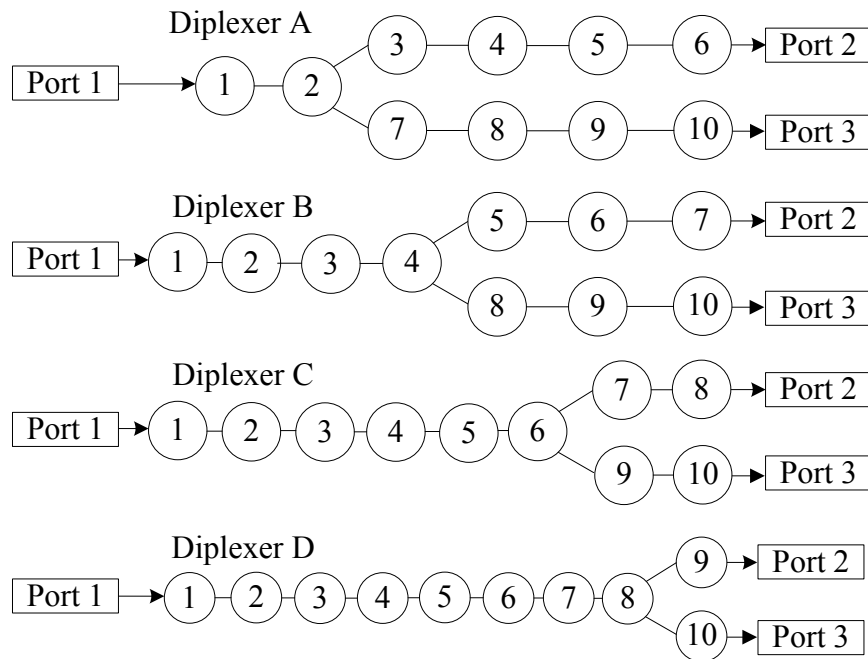 Diplexer A
3 4 5 6 Port 2
Port 1 1 2
7 8 9 10 Port 3
Diplexer B
5 6 7 Port 2
Port 1 1 2 3 4
8 9 10 Port 3
Diplexer C
7 8 Port 2
Port 1 1 2 3 4 5 6
9 10 Port 3
Diplexer D
9 Port 2
Port 1 1 2 3 4 5 6 7 8
10 Port 3